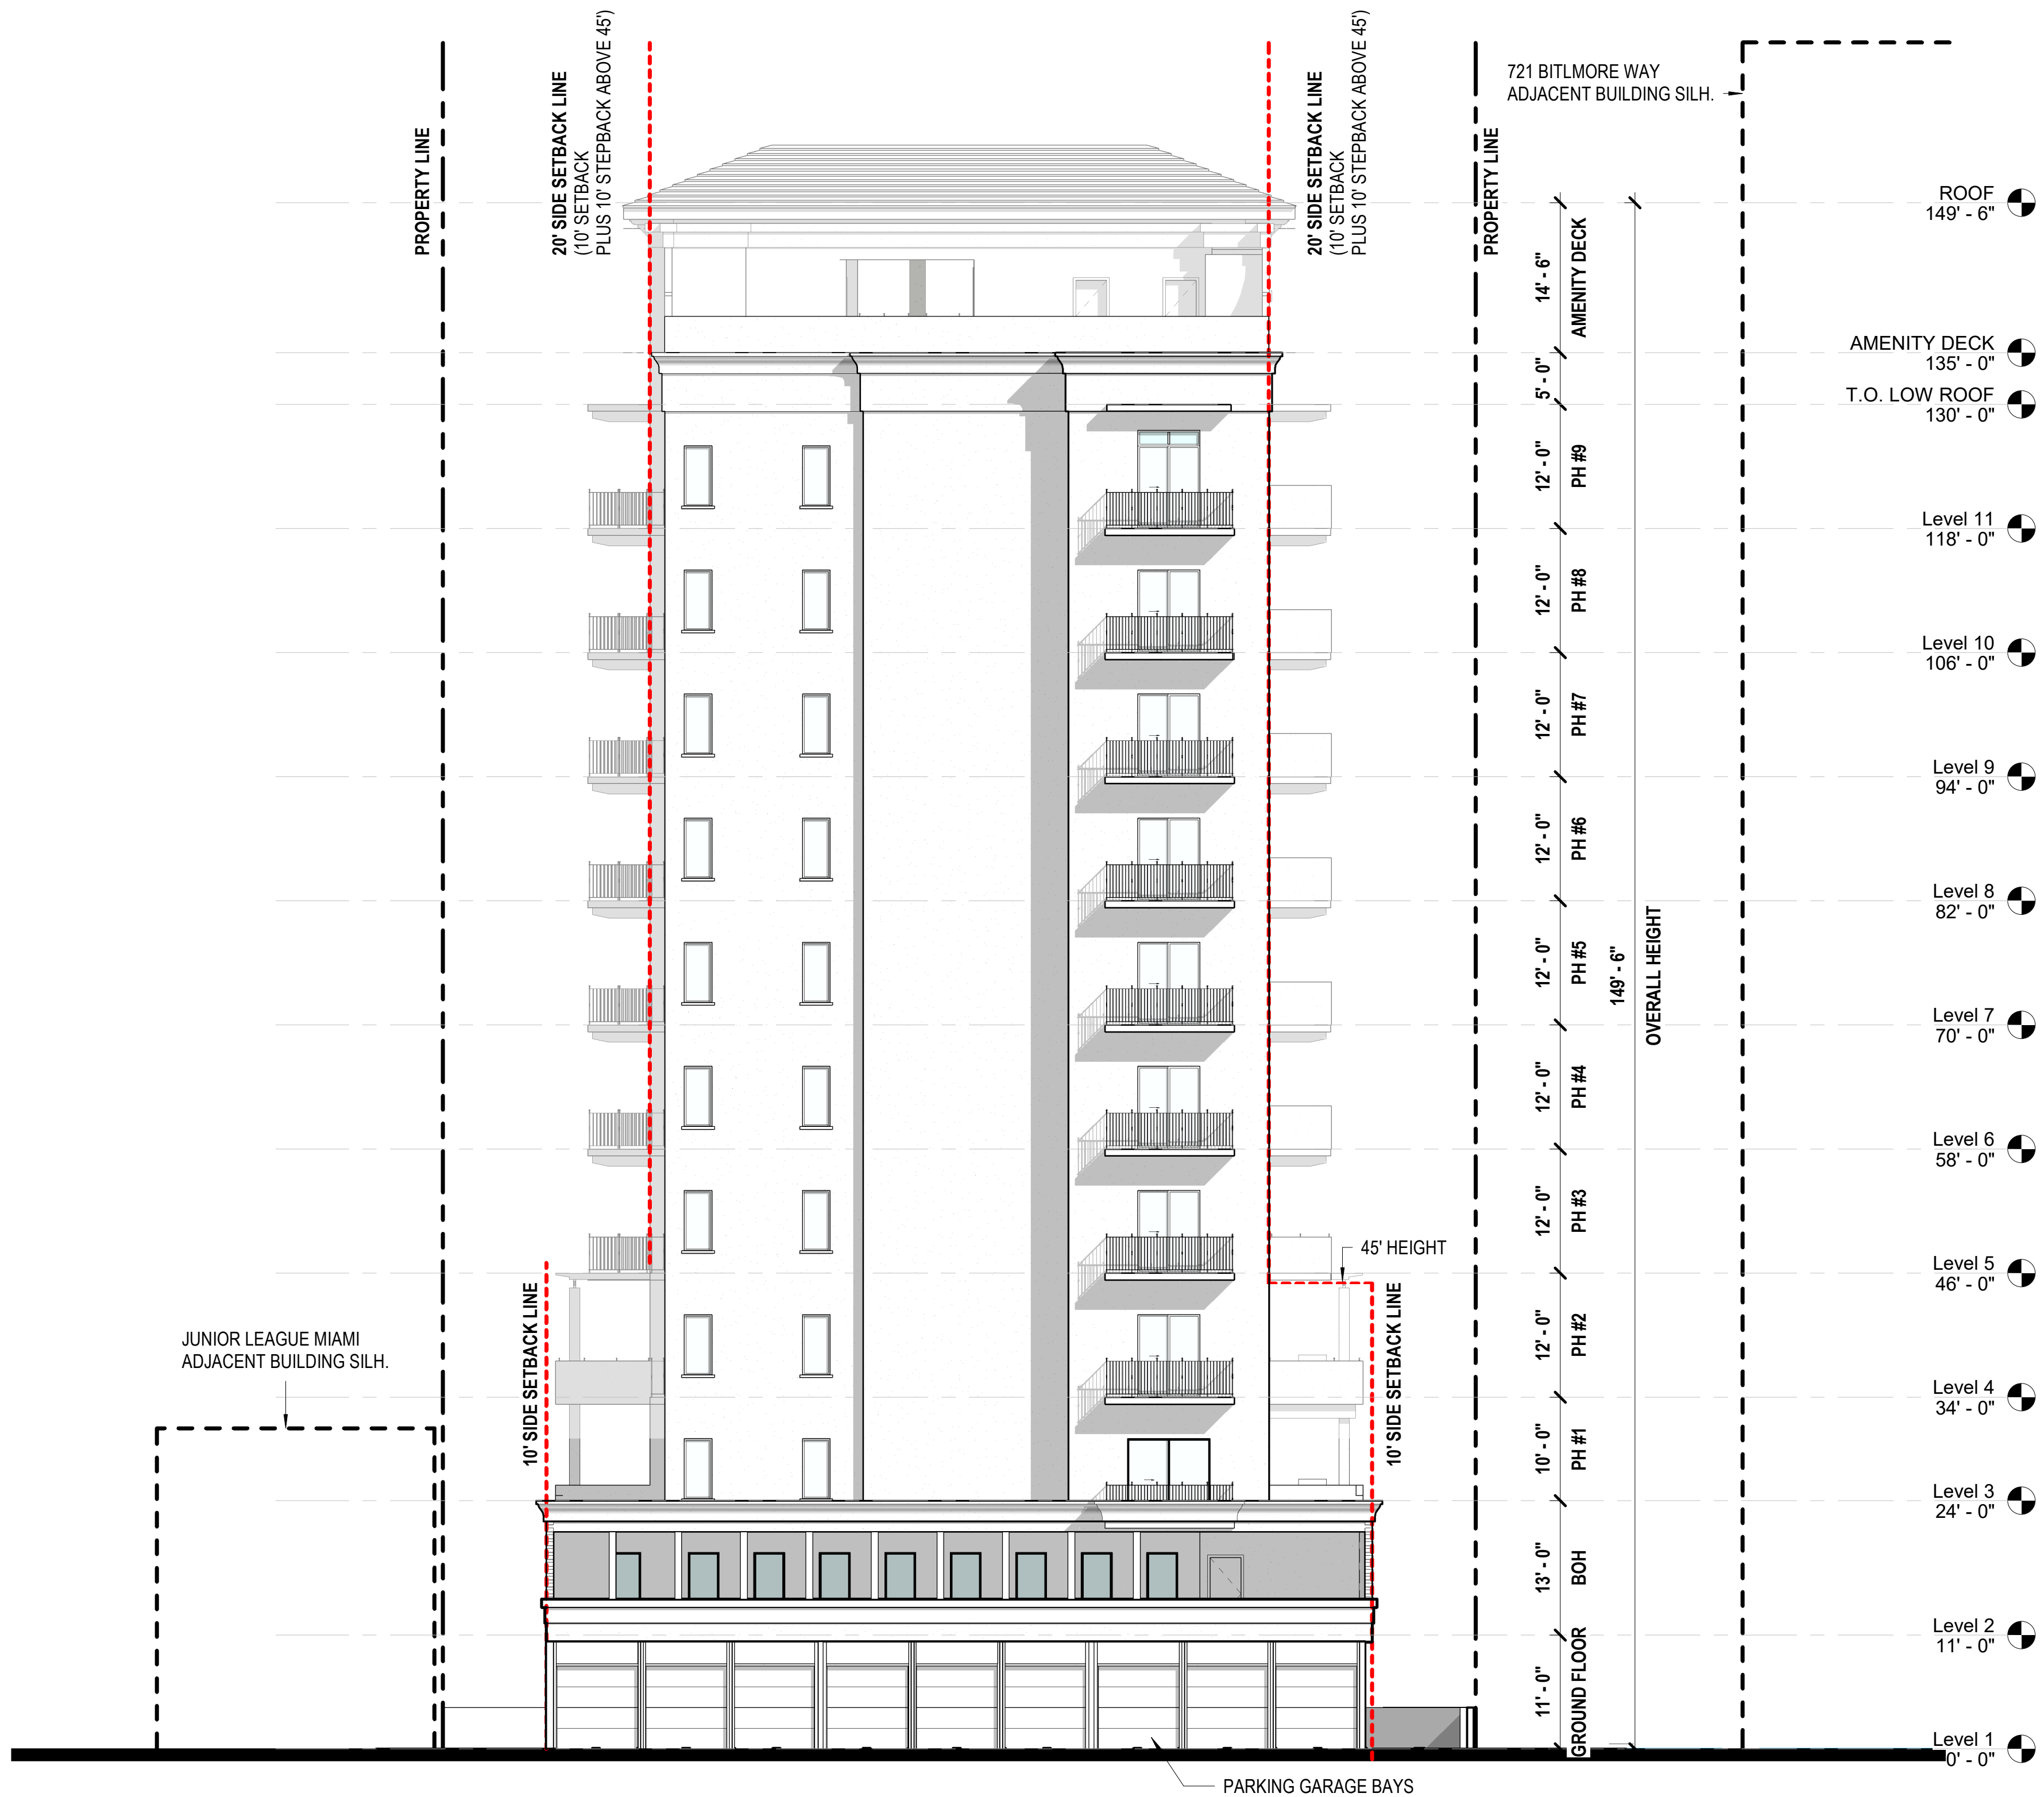 721 BITLMORE WAY
ADJACENT BUILDING SILH.
PROPERTY LINE
20' SIDE SETBACK LINE
(10' SETBACK
PLUS 10' STEPBACK ABOVE 45')
20' SIDE SETBACK LINE
(10' SETBACK
PLUS 10' STEPBACK ABOVE 45')
PROPERTY LINE
ROOF
149' - 6"
14' - 6"
AMENITY DECK
AMENITY DECK
135' - 0"
5' - 0"
T.O. LOW ROOF
130' - 0"
12' - 0"
PH #9
Level 11
118' - 0"
12' - 0"
PH #8
Level 10
106' - 0"
12' - 0"
PH #7
Level 9
94' - 0"
12' - 0"
PH #6
Level 8
82' - 0"
12' - 0"
PH #5
149' - 6"
OVERALL HEIGHT
Level 7
70' - 0"
12' - 0"
PH #4
Level 6
58' - 0"
12' - 0"
PH #3
45' HEIGHT
Level 5
46' - 0"
10' SIDE SETBACK LINE
10' SIDE SETBACK LINE
12' - 0"
PH #2
JUNIOR LEAGUE MIAMI
ADJACENT BUILDING SILH.
Level 4
34' - 0"
10' - 0"
PH #1
Level 3
24' - 0"
13' - 0"
BOH
Level 2
11' - 0"
11' - 0"
GROUND FLOOR
Level 1
0' - 0"
PARKING GARAGE BAYS